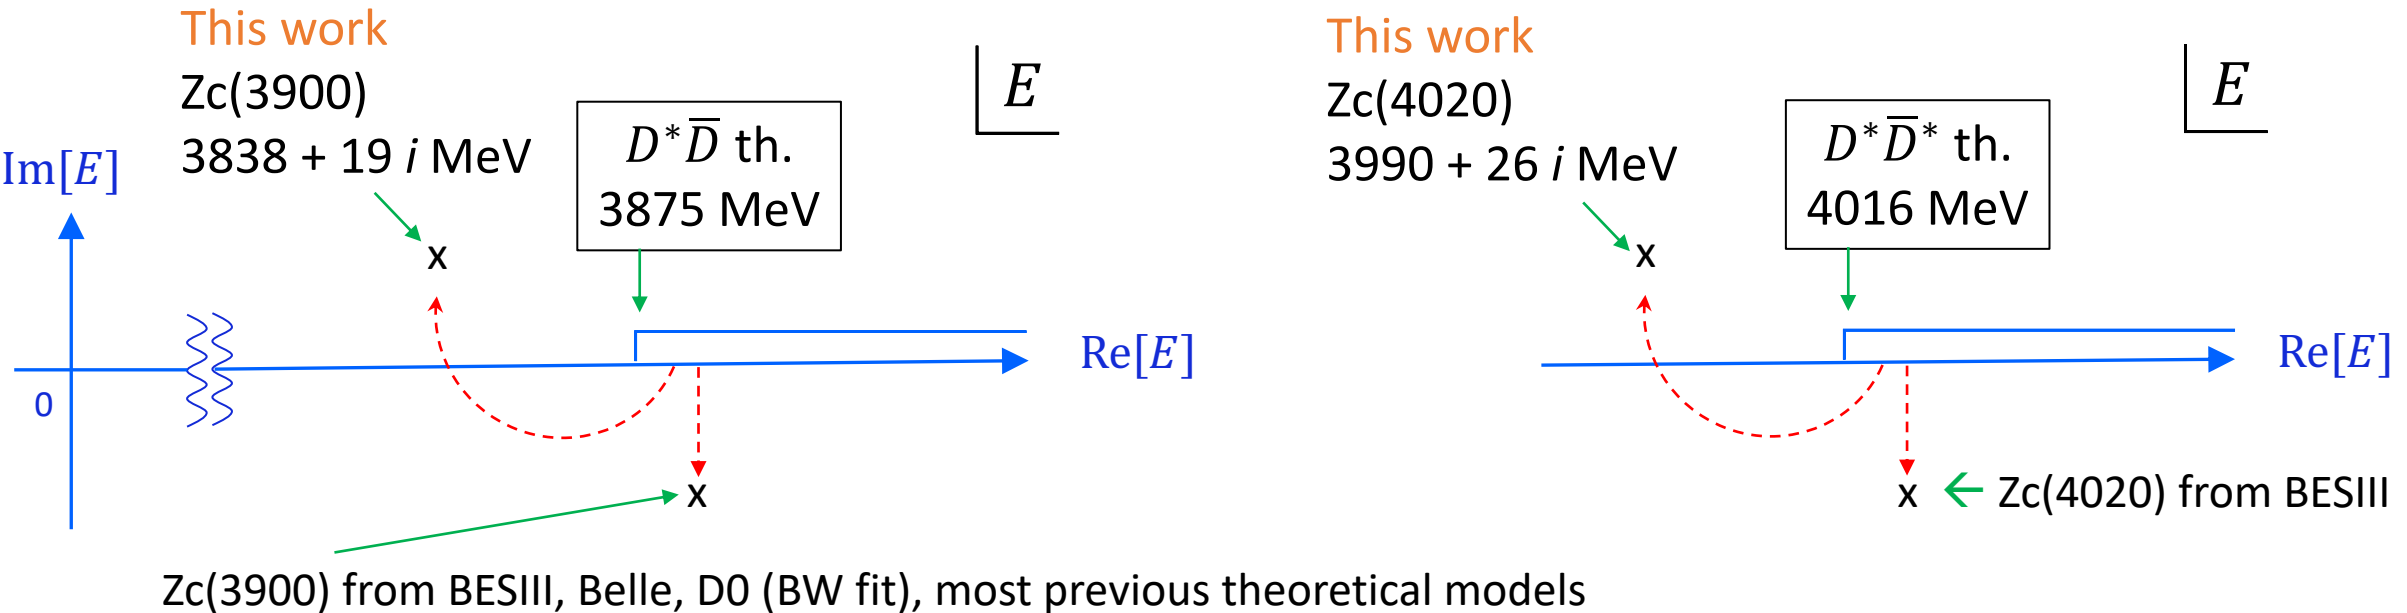 This work
Zc(3900)
3838 + 19 i MeV
Im[E]
0
D* D̅ th.
3875 MeV
E
Re[E]
Zc(3900) from BESIII, Belle, D0 (BW fit), most previous theoretical models
This work
Zc(4020)
3990 + 26 i MeV
D* D̅* th.
4016 MeV
E
Re[E]
x
x
x
x ← Zc(4020) from BESIII